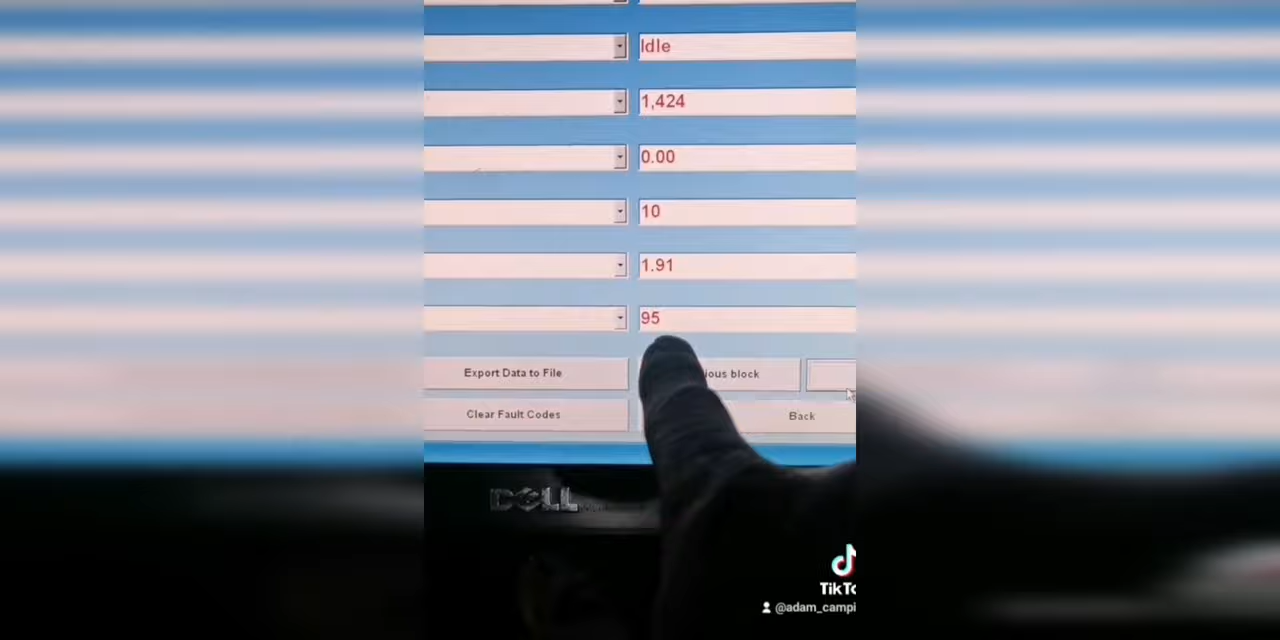 Idle
1,424
0.00
10
1.91
95
Export Data to File
ious block
Clear Fault Codes
Back
DELL
TikTo
@adam_campi